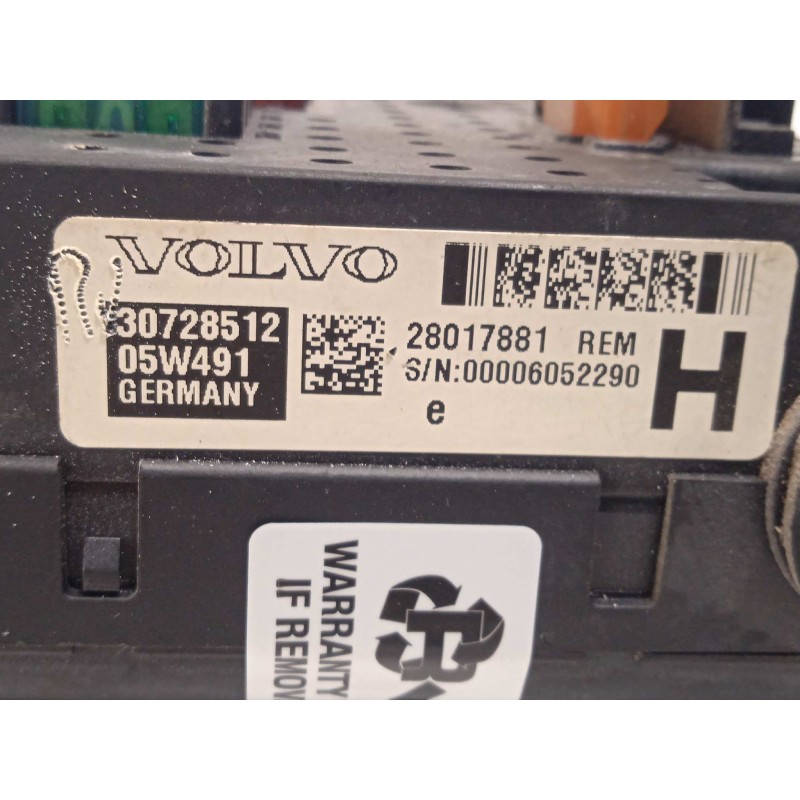 VOLVO
30728512
05W491
GERMANY
28017881 REM
S/N:00006052290
e
H
WARRANTY
IF REMOV